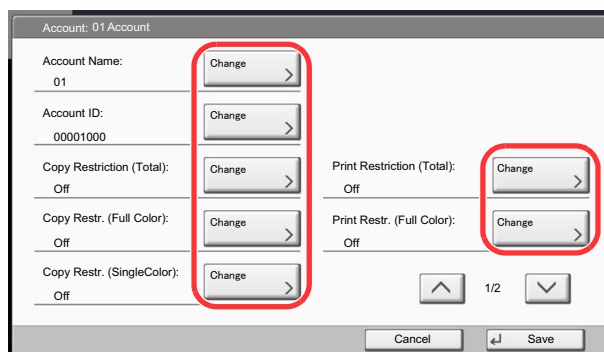 Account: 01 Account
Account Name:
01
Change
Account ID:
00001000
Change
Copy Restriction (Total):
Off
Change
Print Restriction (Total):
Off
Change
Copy Restr. (Full Color):
Off
Change
Print Restr. (Full Color):
Off
Change
Copy Restr. (SingleColor):
Off
Change
1/2
Cancel
Save